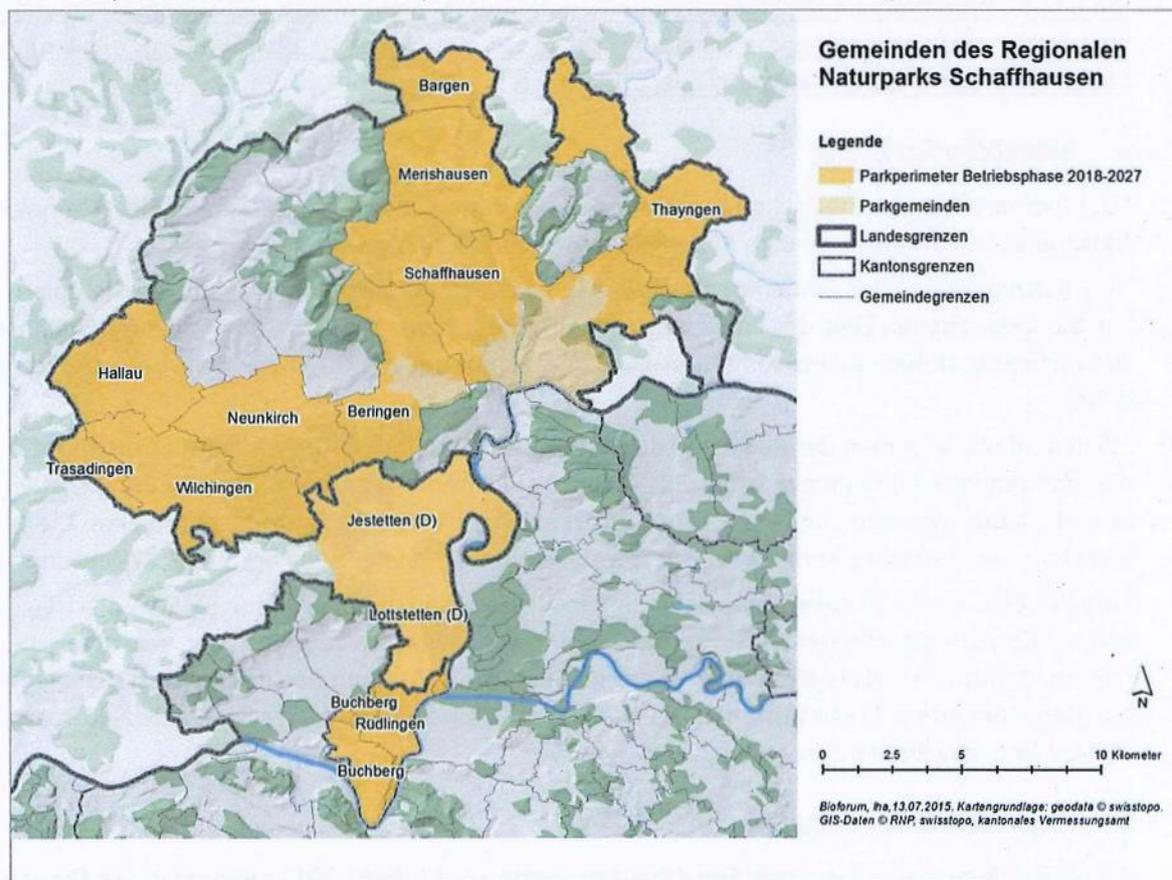 Gemeinden des Regionalen
Naturparks Schaffhausen
Legende
Parkperimeter Betriebsphase 2018-2027
Parkgemeinden
Landesgrenzen
Kantonsgrenzen
Gemeindegrenzen
Bargen
Merishausen
Thayngen
Schaffhausen
Hallau
Neunkirch
Beringen
Trasadingen
Wilchingen
Jestetten (D)
Lottstetten (D)
Buchberg
Rüdlingen
Buchberg
N
0 2.5 5 10 Kilometer
Bioforum, lha,13.07.2015. Kartengrundlage: geodata © swisstopo.
GIS-Daten © RNP, swisstopo, kantonales Vermessungsamt